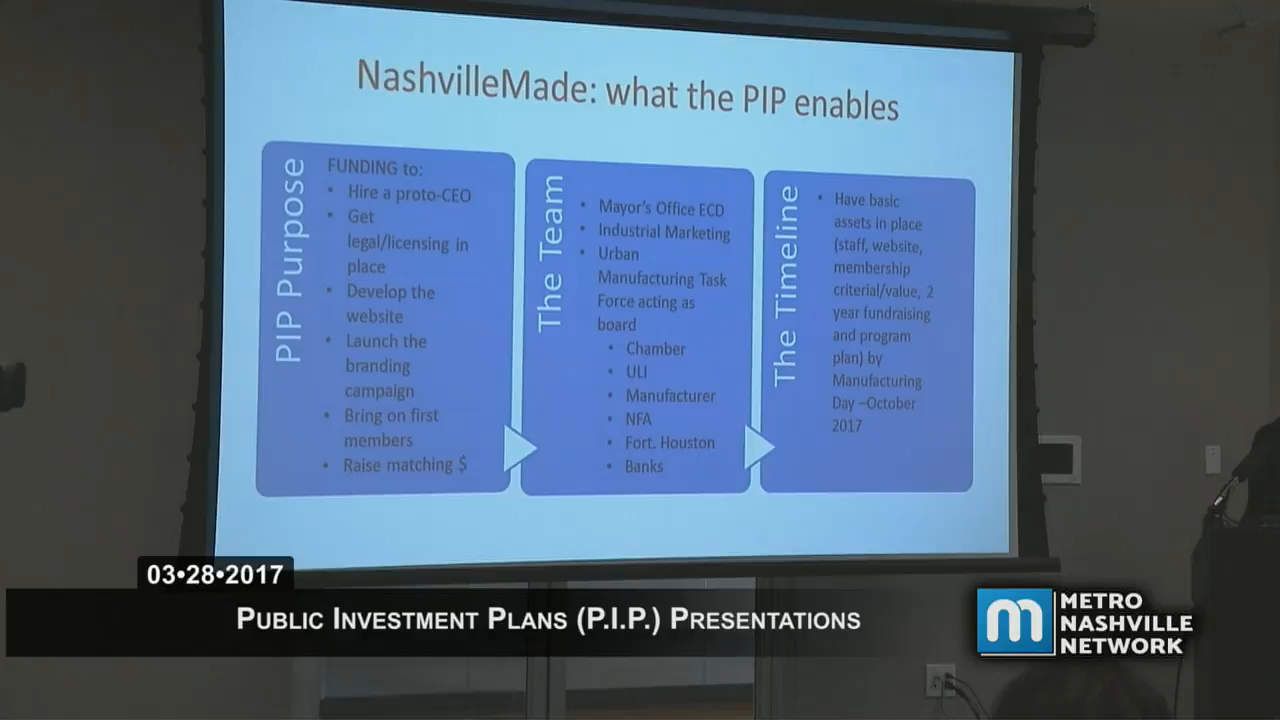 NashvilleMade: what the PIP enables
PIP Purpose
FUNDING to:
• Hire a proto-CEO
• Get
legal/licensing in
place
• Develop the
website
• Launch the
branding
campaign
• Bring on first
members
• Raise matching $
The Team
• Mayor's Office ECD
• Industrial Marketing
• Urban
Manufacturing Task
Force acting as
board
• Chamber
• ULI
• Manufacturer
• NFA
• Fort. Houston
• Banks
The Timeline
• Have basic
assets in place
(staff, website,
membership
criterial/value, 2
year fundraising
and program
plan) by
Manufacturing
Day –October
2017
03•28•2017
PUBLIC INVESTMENT PLANS (P.I.P.) PRESENTATIONS
m
METRO
NASHVILLE
NETWORK